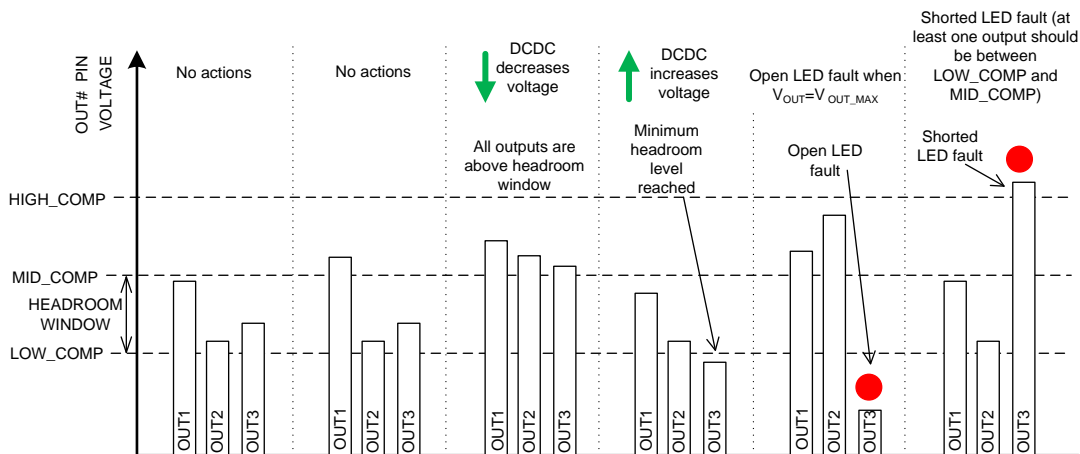 OUT# PIN
VOLTAGE
No actions
No actions
DCDC
decreases
voltage
All outputs are
above headroom
window
DCDC
increases
voltage
Minimum
headroom
level
reached
Open LED fault when
VOUT=VOUT_MAX
Open LED
fault
Shorted LED fault (at
least one output should
be between
LOW_COMP and
MID_COMP)
Shorted
LED fault
HIGH_COMP
MID_COMP
HEADROOM
WINDOW
LOW_COMP
OUT1
OUT2
OUT3
OUT1
OUT2
OUT3
OUT1
OUT2
OUT3
OUT1
OUT2
OUT3
OUT1
OUT2
OUT3
OUT1
OUT2
OUT3